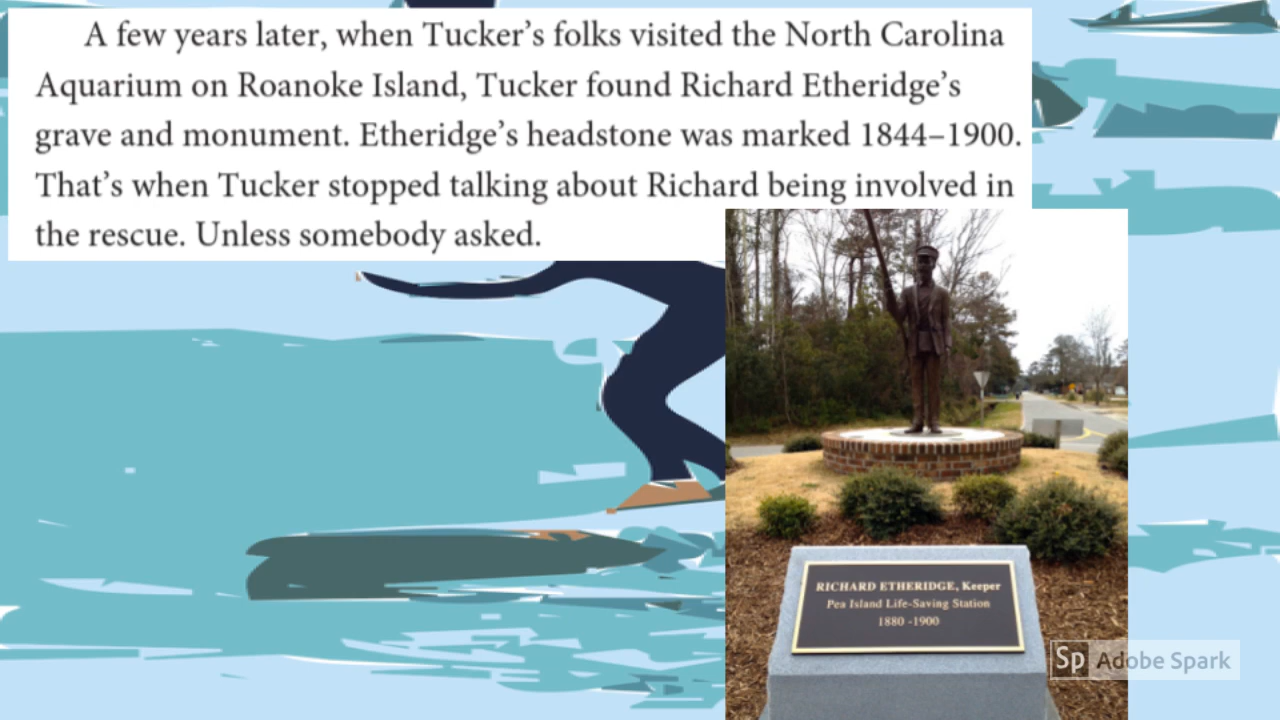 A few years later, when Tucker’s folks visited the North Carolina
Aquarium on Roanoke Island, Tucker found Richard Etheridge’s
grave and monument. Etheridge’s headstone was marked 1844–1900.
That’s when Tucker stopped talking about Richard being involved in
the rescue. Unless somebody asked.
RICHARD ETHERIDGE, Keeper
Pea Island Life-Saving Station
1880 -1900
Sp Adobe Spark